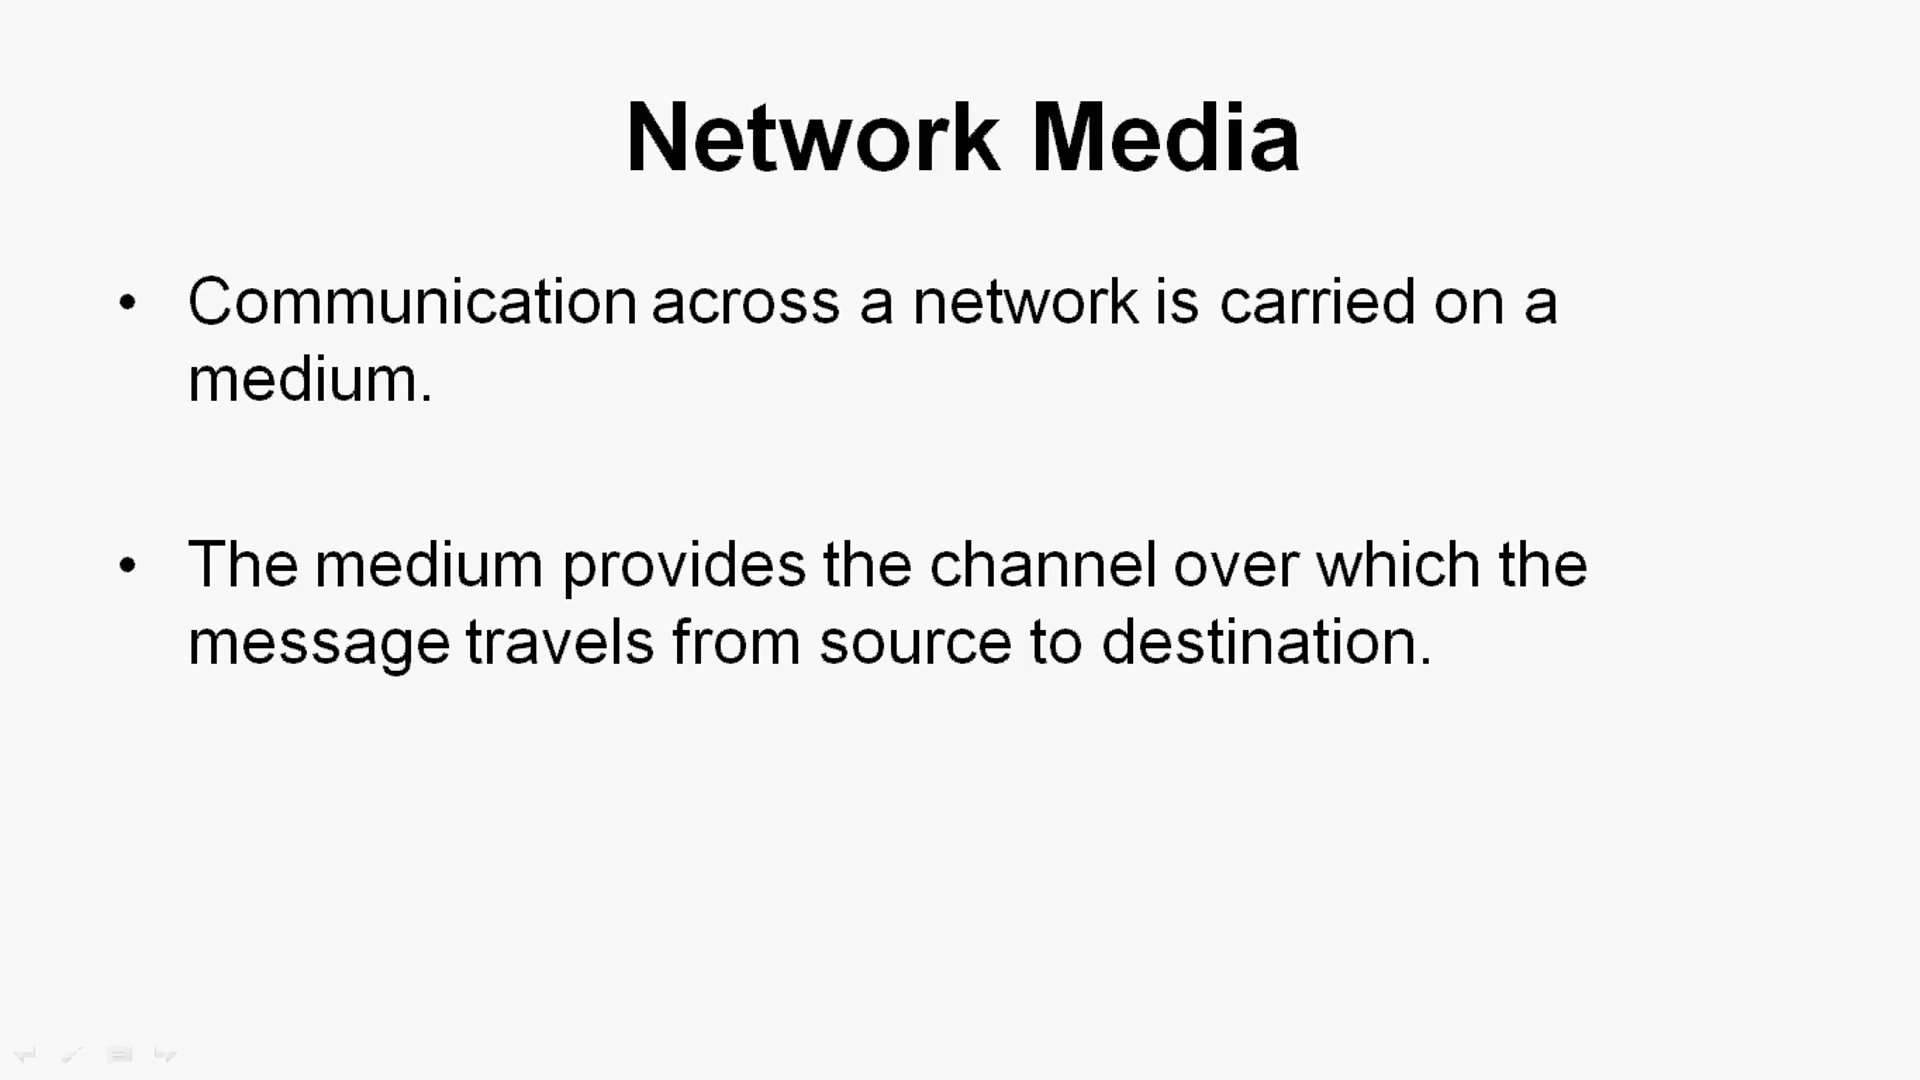 Network Media
• Communication across a network is carried on a
medium.
• The medium provides the channel over which the
message travels from source to destination.